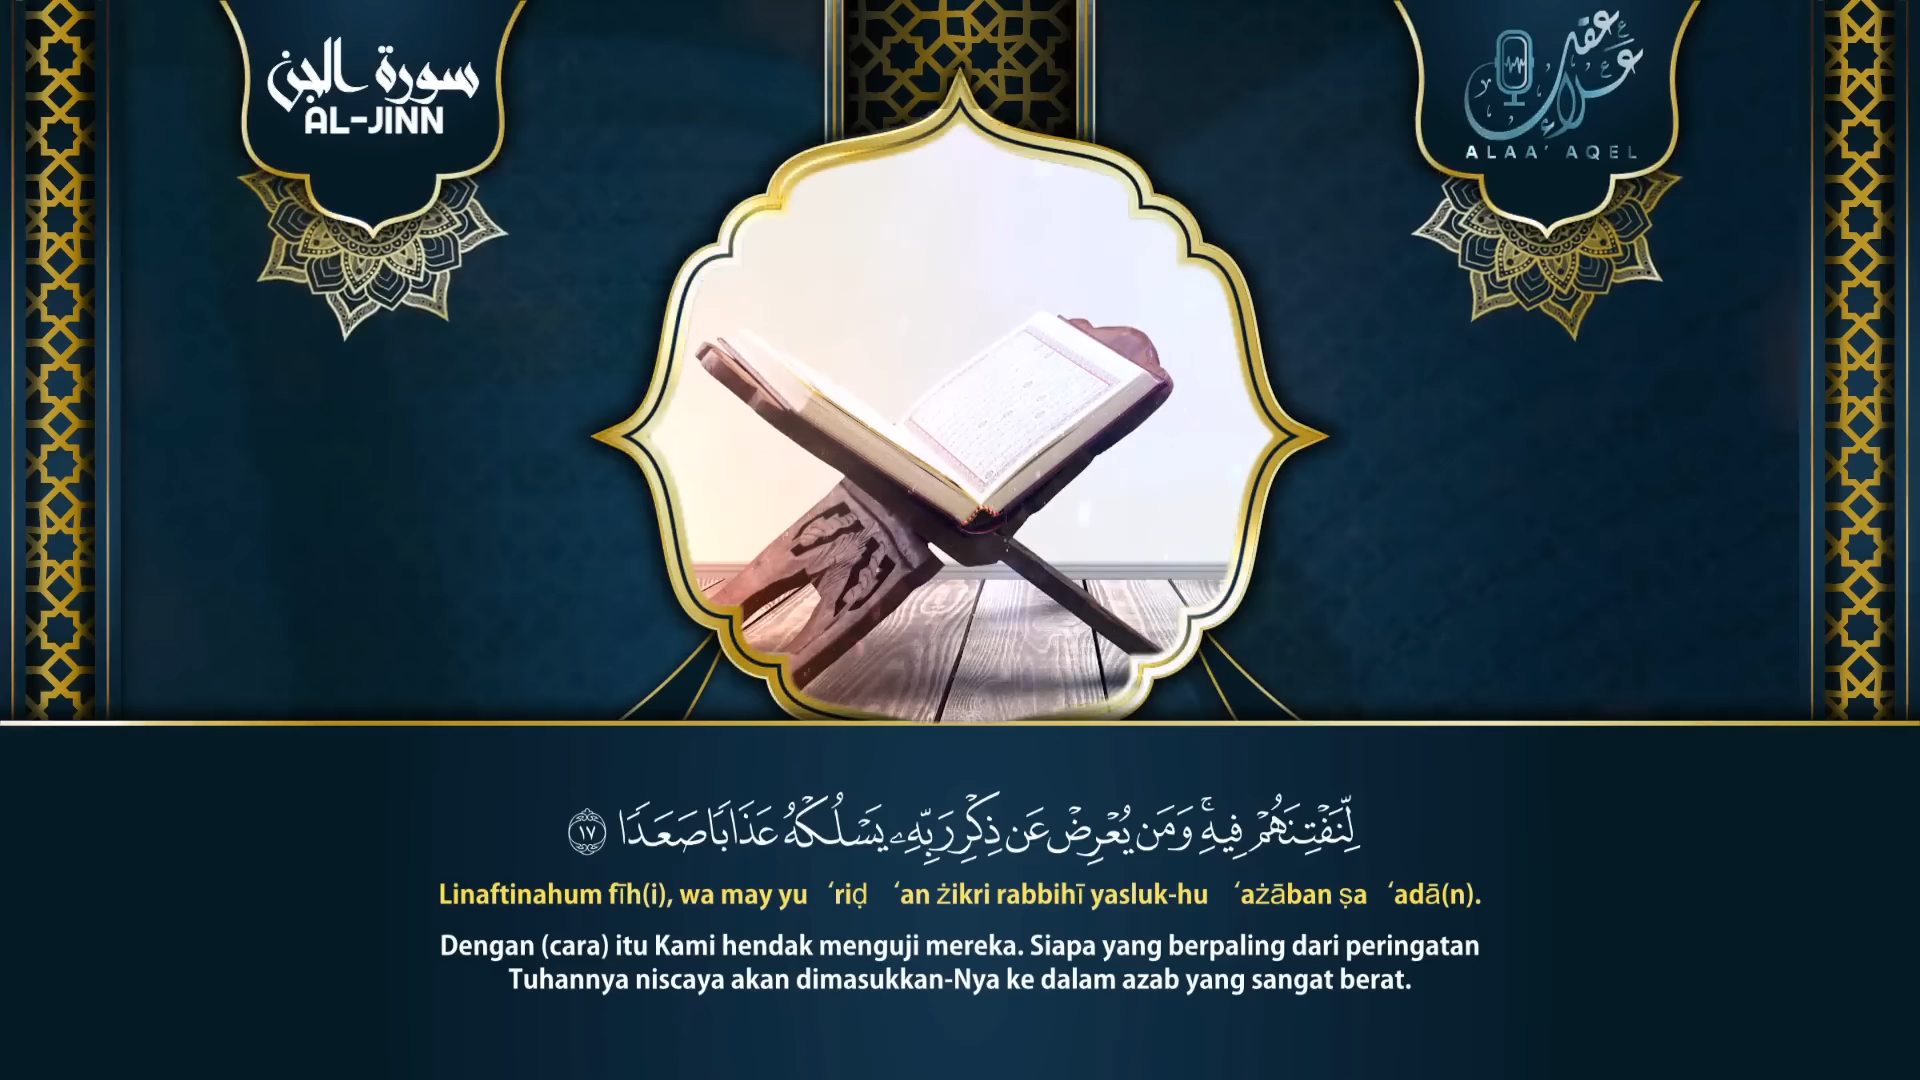 سورة الجن
AL-JINN
علاء عقل
ALAA' AQEL
لِّنَفْتِنَهُمْ فِيهِ ۚ وَمَن يُعْرِضْ عَن ذِكْرِ رَبِّهِۦ يَسْلُكْهُ عَذَابًا صَعَدًا ١٧
Linaftinahum fīh(i), wa may yu‘riḍ ‘an żikri rabbihī yasluk-hu ‘ażāban ṣa‘adā(n).
Dengan (cara) itu Kami hendak menguji mereka. Siapa yang berpaling dari peringatan
Tuhannya niscaya akan dimasukkan-Nya ke dalam azab yang sangat berat.